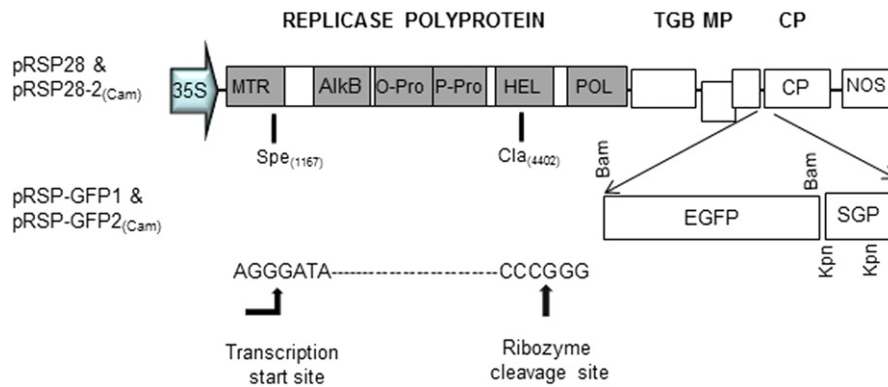 REPLICASE POLYPROTEIN TGB MP CP
pRSP28 &
pRSP28-2(Cam)
35S MTR AlkB O-Pro P-Pro HEL POL CP NOS
Spe(1167) Cla(4402)
Bam Bam
pRSP-GFP1 &
pRSP-GFP2(Cam)
EGFP SGP
Kpn Kpn
AGGGATA----------------------CCCGGG
Transcription
start site
Ribozyme
cleavage site